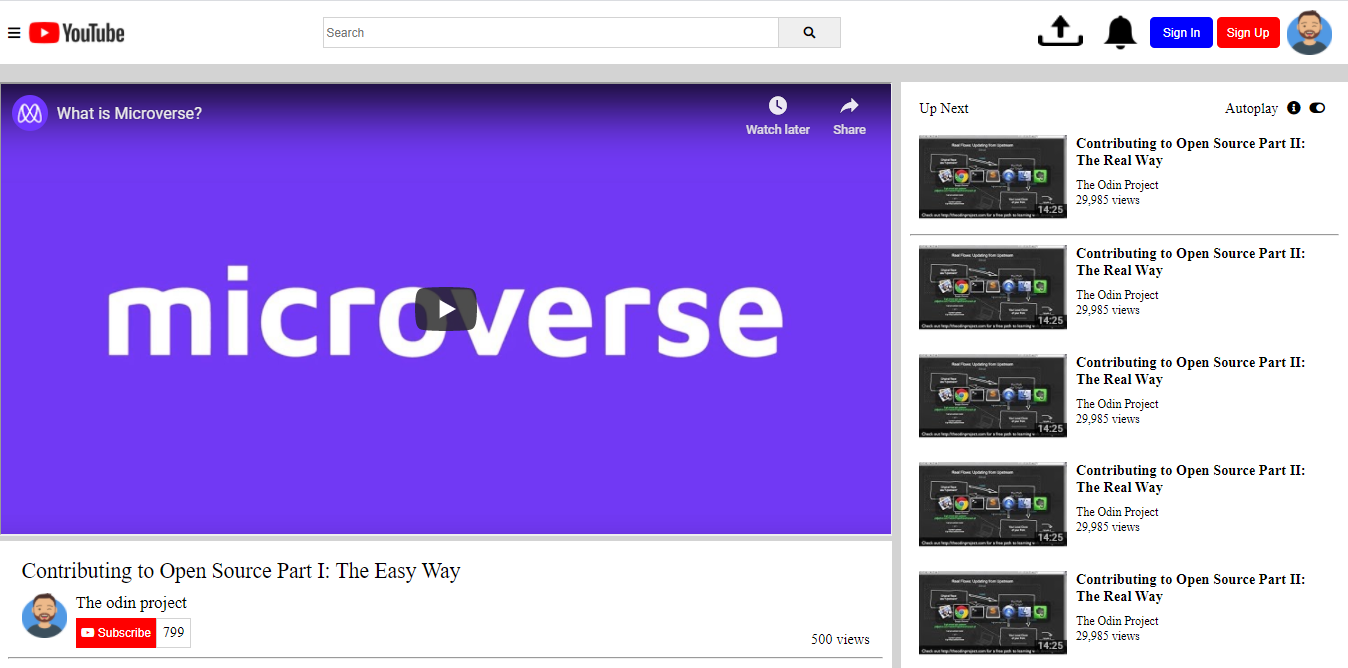 YouTube
Search
Sign In
Sign Up
What is Microverse?
Watch later
Share
microverse
Contributing to Open Source Part I: The Easy Way
The odin project
Subscribe 799
500 views
Up Next
Autoplay
14:25
Contributing to Open Source Part II:
The Real Way
The Odin Project
29,985 views
14:25
Contributing to Open Source Part II:
The Real Way
The Odin Project
29,985 views
14:25
Contributing to Open Source Part II:
The Real Way
The Odin Project
29,985 views
14:25
Contributing to Open Source Part II:
The Real Way
The Odin Project
29,985 views
14:25
Contributing to Open Source Part II:
The Real Way
The Odin Project
29,985 views